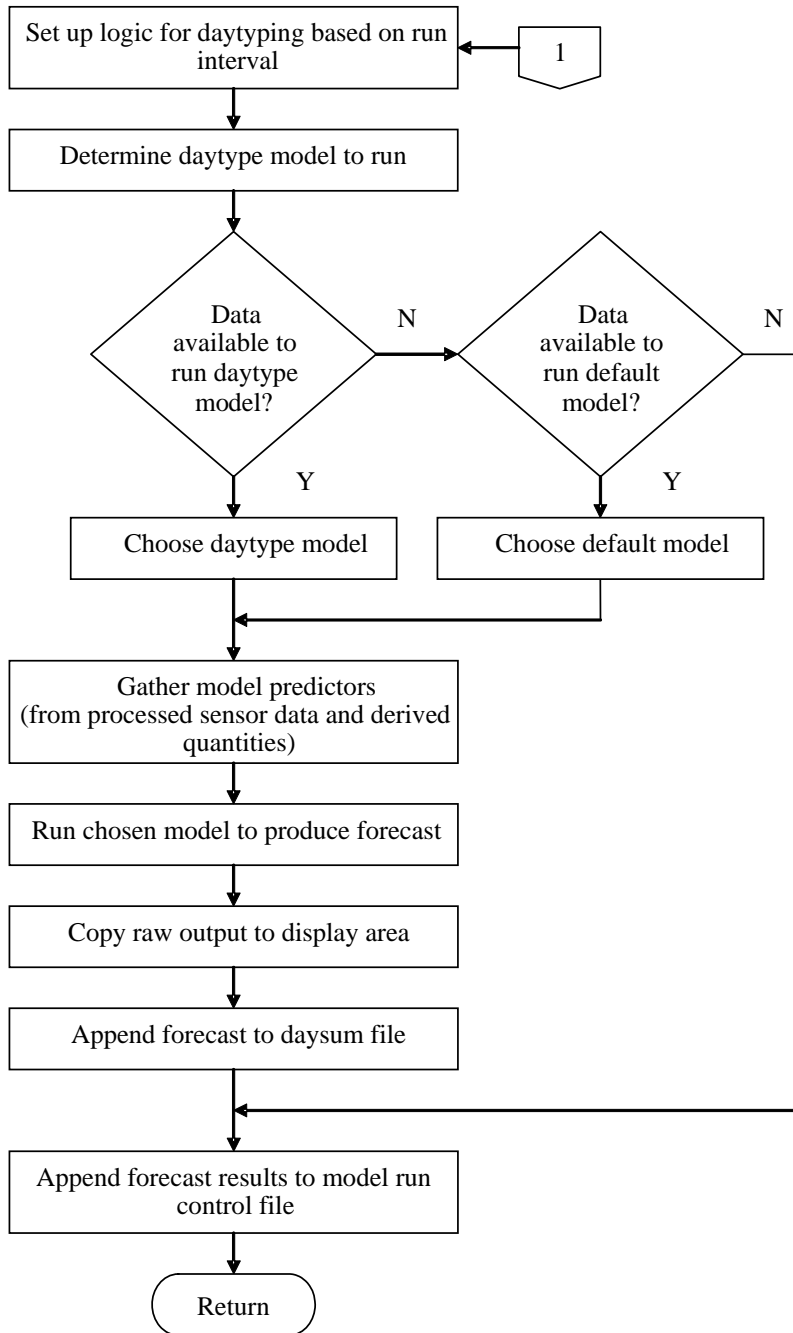 Set up logic for daytyping based on run
interval
1
Determine daytype model to run
Data
available to
run daytype
model?
N
Data
available to
run default
model?
N
Y
Y
Choose daytype model
Choose default model
Gather model predictors
(from processed sensor data and derived
quantities)
Run chosen model to produce forecast
Copy raw output to display area
Append forecast to daysum file
Append forecast results to model run
control file
Return